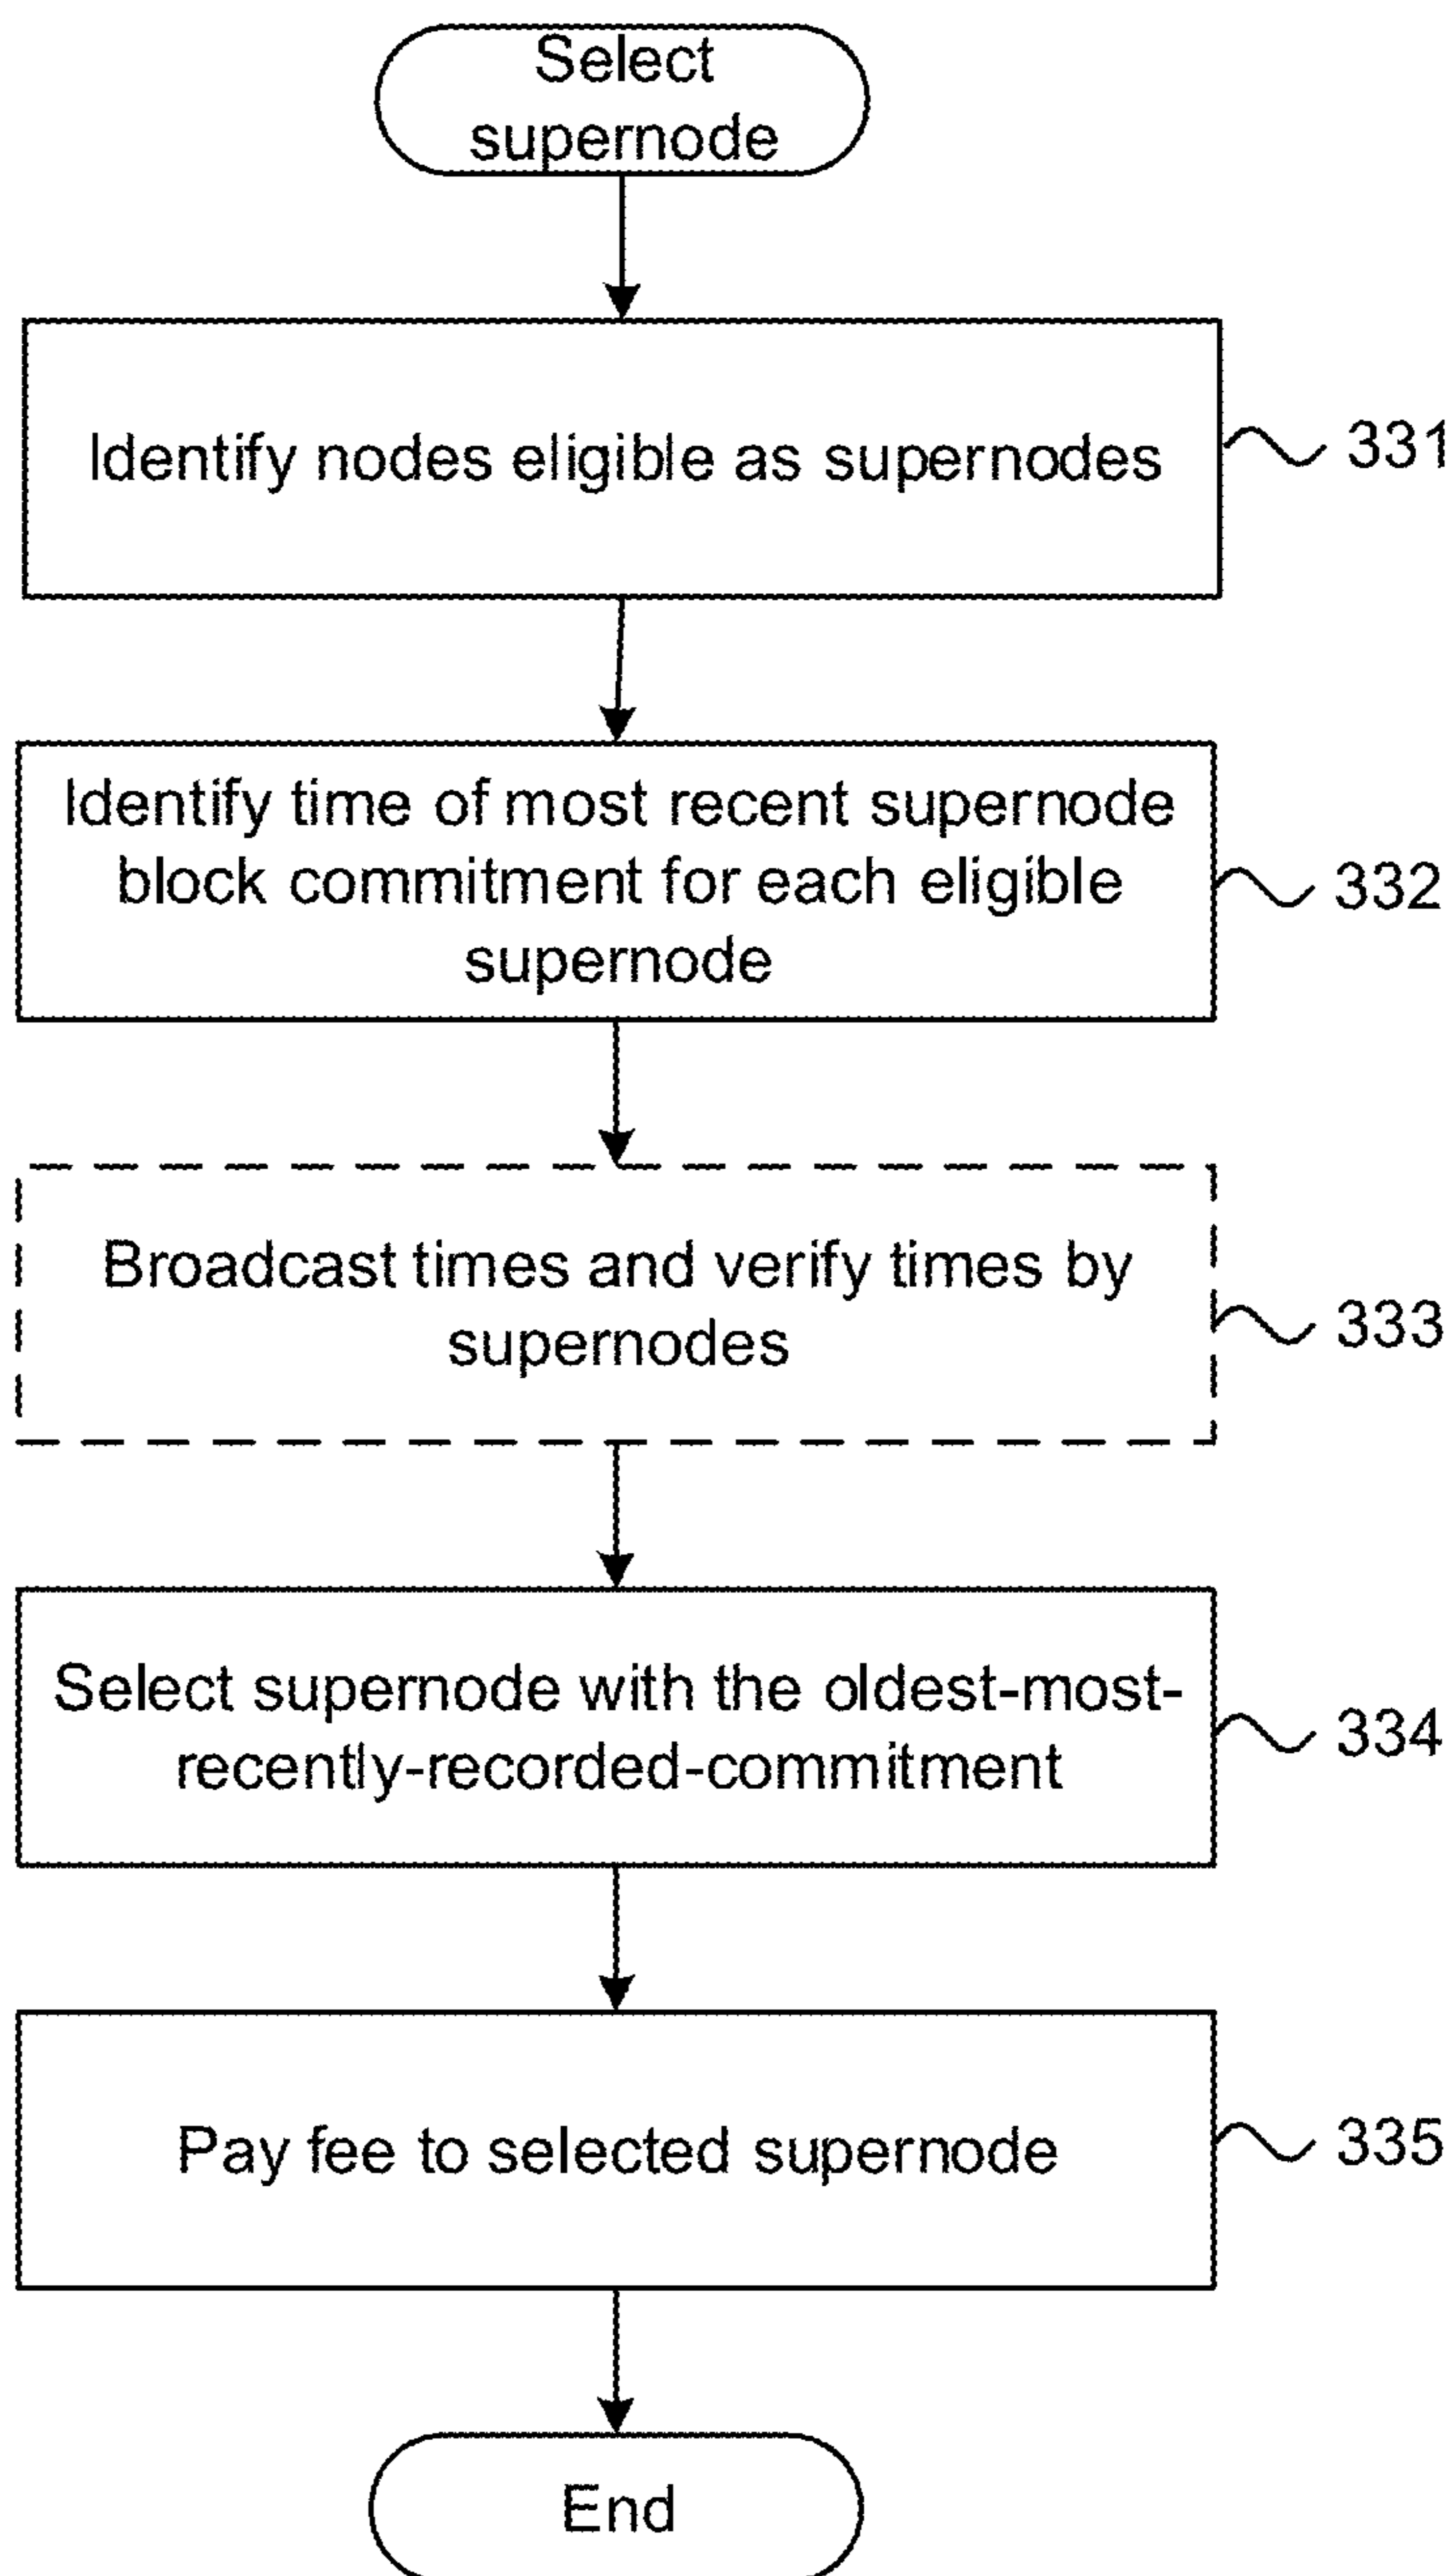 Select
supernode
Identify nodes eligible as supernodes
331
Identify time of most recent supernode
block commitment for each eligible
supernode
332
Broadcast times and verify times by
supernodes
333
Select supernode with the oldest-most-
recently-recorded-commitment
334
Pay fee to selected supernode
335
End